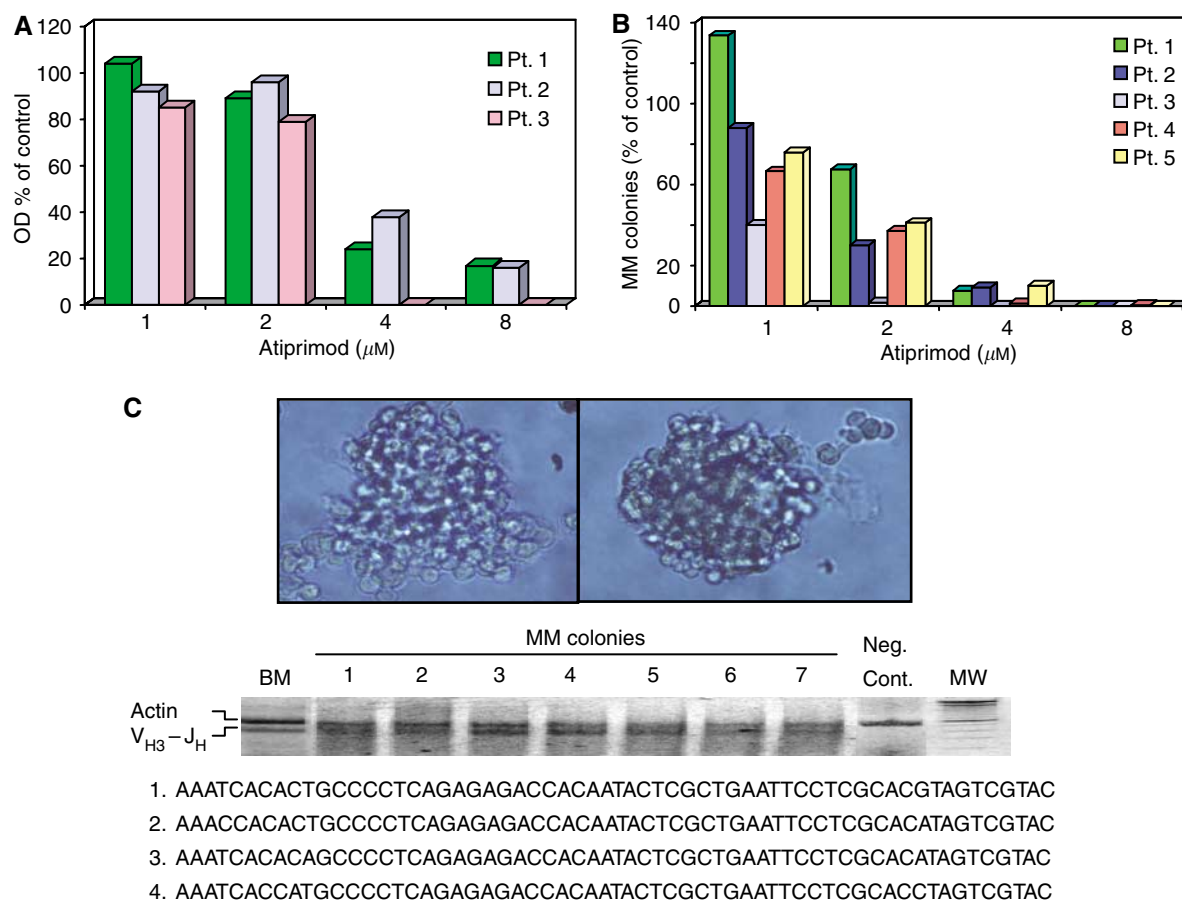 A
120
100
80
60
40
20
0
OD % of control
Pt. 1
Pt. 2
Pt. 3
1 2 4 8
Atiprimod (μM)
B
140
100
60
20
0
MM colonies (% of control)
Pt. 1
Pt. 2
Pt. 3
Pt. 4
Pt. 5
1 2 4 8
Atiprimod (μM)
C
MM colonies
BM 1 2 3 4 5 6 7 Neg. Cont. MW
Actin
VH3–JH
1. AAATCACACTGCCCCTCAGAGAGACCACAATACTCGCTGAATTCCTCGCACGTAGTCGTAC
2. AAACCACACTGCCCCTCAGAGAGACCACAATACTCGCTGAATTCCTCGCACATAGTCGTAC
3. AAATCACACAGCCCCTCAGAGAGACCACAATACTCGCTGAATTCCTCGCACATAGTCGTAC
4. AAATCACCATGCCCCTCAGAGAGACCACAATACTCGCTGAATTCCTCGCACCTAGTCGTAC